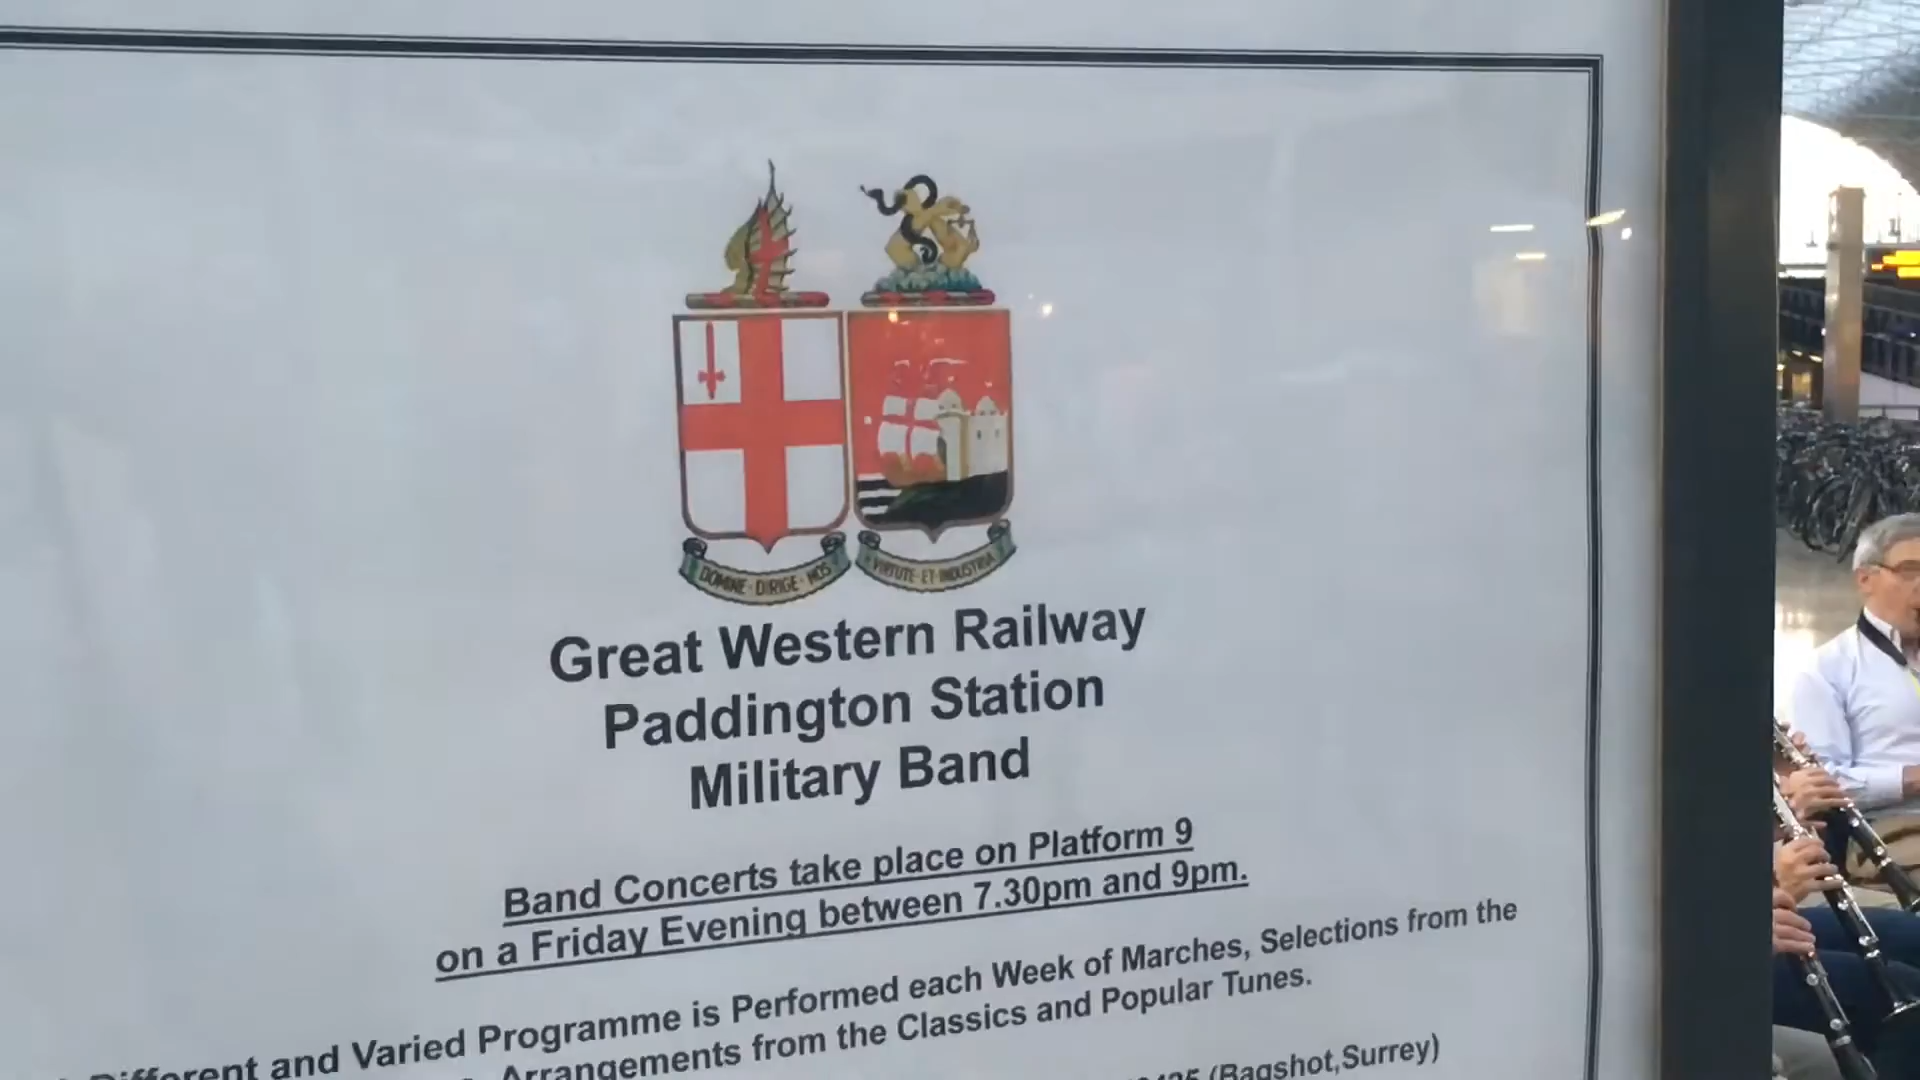 DOMINE · DIRIGE · NOS
VIRTUTE · ET · INDUSTRIA
Great Western Railway
Paddington Station
Military Band
Band Concerts take place on Platform 9
on a Friday Evening between 7.30pm and 9pm.
Different and Varied Programme is Performed each Week of Marches, Selections from the
Arrangements from the Classics and Popular Tunes.
(Bagshot,Surrey)